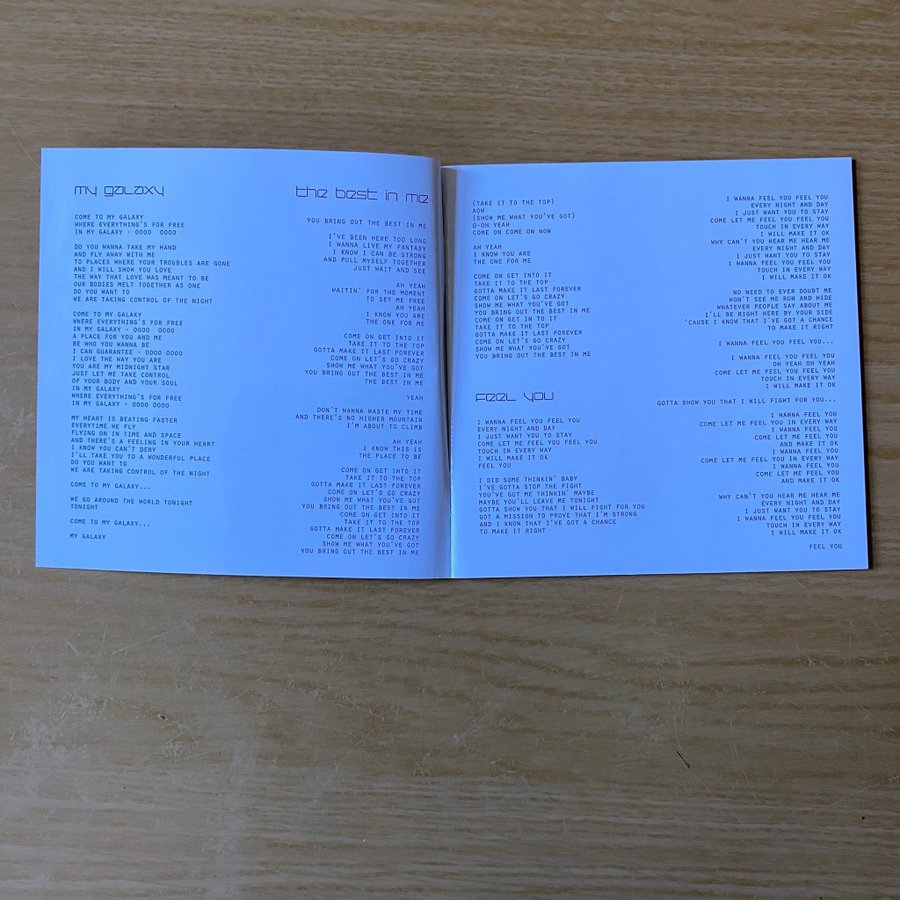 my galaxy
COME TO MY GALAXY
WHERE EVERYTHING'S FOR FREE
IN MY GALAXY - OOOO OOOO
DO YOU WANNA TAKE MY HAND
AND FLY AWAY WITH ME
TO PLACES WHERE YOUR TROUBLES ARE GONE
AND I WILL SHOW YOU LOVE
THE WAY THAT LOVE WAS MEANT TO BE
OUR BODIES MELT TOGETHER AS ONE
DO YOU WANT TO
WE ARE TAKING CONTROL OF THE NIGHT
COME TO MY GALAXY
WHERE EVERYTHING'S FOR FREE
IN MY GALAXY - OOOO OOOO
A PLACE FOR YOU AND ME
BE WHO YOU WANNA BE
I CAN GUARANTEE - OOOO OOOO
I LOVE THE WAY YOU ARE
YOU ARE MY MIDNIGHT STAR
JUST LET ME TAKE CONTROL
OF YOUR BODY AND YOUR SOUL
IN MY GALAXY
WHERE EVERYTHING'S FOR FREE
IN MY GALAXY - OOOO OOOO
MY HEART IS BEATING FASTER
EVERYTIME WE FLY
FLYING ON IN TIME AND SPACE
AND THERE'S A FEELING IN YOUR HEART
I KNOW YOU CAN'T DENY
I'LL TAKE YOU TO A WONDERFUL PLACE
DO YOU WANT TO
WE ARE TAKING CONTROL OF THE NIGHT
COME TO MY GALAXY...
WE GO AROUND THE WORLD TONIGHT
TONIGHT
COME TO MY GALAXY...
MY GALAXY
the best in me
YOU BRING OUT THE BEST IN ME
I'VE BEEN HERE TOO LONG
I WANNA LIVE MY FANTASY
I KNOW I CAN BE STRONG
AND PULL MYSELF TOGETHER
JUST WAIT AND SEE
AH YEAH
WAITIN' FOR THE MOMENT
TO SET ME FREE
AH YEAH
I KNOW YOU ARE
THE ONE FOR ME
COME ON GET INTO IT
TAKE IT TO THE TOP
GOTTA MAKE IT LAST FOREVER
COME ON LET'S GO CRAZY
SHOW ME WHAT YOU'VE GOT
YOU BRING OUT THE BEST IN ME
THE BEST IN ME
YEAH
DON'T WANNA WASTE MY TIME
AND THERE'S NO HIGHER MOUNTAIN
I'M ABOUT TO CLIMB
AH YEAH
I KNOW THIS IS
THE PLACE TO BE
COME ON GET INTO IT
TAKE IT TO THE TOP
GOTTA MAKE IT LAST FOREVER
COME ON LET'S GO CRAZY
SHOW ME WHAT YOU'VE GOT
YOU BRING OUT THE BEST IN ME
COME ON GET INTO IT
TAKE IT TO THE TOP
GOTTA MAKE IT LAST FOREVER
COME ON LET'S GO CRAZY
SHOW ME WHAT YOU'VE GOT
YOU BRING OUT THE BEST IN ME
(TAKE IT TO THE TOP)
AOW
(SHOW ME WHAT YOU'VE GOT)
O-OH YEAH
COME ON COME ON NOW
AH YEAH
I KNOW YOU ARE
THE ONE FOR ME
COME ON GET INTO IT
TAKE IT TO THE TOP
GOTTA MAKE IT LAST FOREVER
COME ON LET'S GO CRAZY
SHOW ME WHAT YOU'VE GOT
YOU BRING OUT THE BEST IN ME
COME ON GET IN TO IT
TAKE IT TO THE TOP
GOTTA MAKE IT LAST FOREVER
COME ON LET'S GO CRAZY
SHOW ME WHAT YOU'VE GOT
YOU BRING OUT THE BEST IN ME
feel you
I WANNA FEEL YOU FEEL YOU
EVERY NIGHT AND DAY
I JUST WANT YOU TO STAY
COME LET ME FEEL YOU FEEL YOU
TOUCH IN EVERY WAY
I WILL MAKE IT OK
FEEL YOU
I DID SOME THINKIN' BABY
I'VE GOTTA STOP THE FIGHT
YOU'VE GOT ME THINKIN' MAYBE
MAYBE YOU'LL LEAVE ME TONIGHT
GOTTA SHOW YOU THAT I WILL FIGHT FOR YOU
GOT A MISSION TO PROVE THAT I'M STRONG
AND I KNOW THAT I'VE GOT A CHANCE
TO MAKE IT RIGHT
I WANNA FEEL YOU FEEL YOU
EVERY NIGHT AND DAY
I JUST WANT YOU TO STAY
COME LET ME FEEL YOU FEEL YOU
TOUCH IN EVERY WAY
I WILL MAKE IT OK
WHY CAN'T YOU HEAR ME HEAR ME
EVERY NIGHT AND DAY
I JUST WANT YOU TO STAY
I WANNA FEEL YOU FEEL YOU
TOUCH IN EVERY WAY
I WILL MAKE IT OK
NO NEED TO EVER DOUBT ME
WON'T SEE ME RUN AND HIDE
WHATEVER PEOPLE SAY ABOUT ME
I'LL BE RIGHT HERE BY YOUR SIDE
'CAUSE I KNOW THAT I'VE GOT A CHANCE
TO MAKE IT RIGHT
I WANNA FEEL YOU FEEL YOU...
I WANNA FEEL YOU FEEL YOU
OH YEAH OH YEAH
COME LET ME FEEL YOU FEEL YOU
TOUCH IN EVERY WAY
I WILL MAKE IT OK
GOTTA SHOW YOU THAT I WILL FIGHT FOR YOU...
I WANNA FEEL YOU
COME LET ME FEEL YOU IN EVERY WAY
I WANNA FEEL YOU
COME LET ME FEEL YOU
AND MAKE IT OK
I WANNA FEEL YOU
COME LET ME FEEL YOU IN EVERY WAY
I WANNA FEEL YOU
COME LET ME FEEL YOU
AND MAKE IT OK
WHY CAN'T YOU HEAR ME HEAR ME
EVERY NIGHT AND DAY
I JUST WANT YOU TO STAY
I WANNA FEEL YOU FEEL YOU
TOUCH IN EVERY WAY
I WILL MAKE IT OK
FEEL YOU